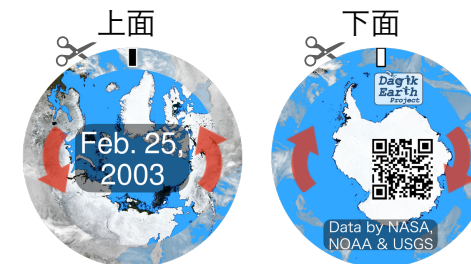 上面
下面
Feb. 25,
2003
Dagik
Earth
Project
Data by NASA,
NOAA & USGS